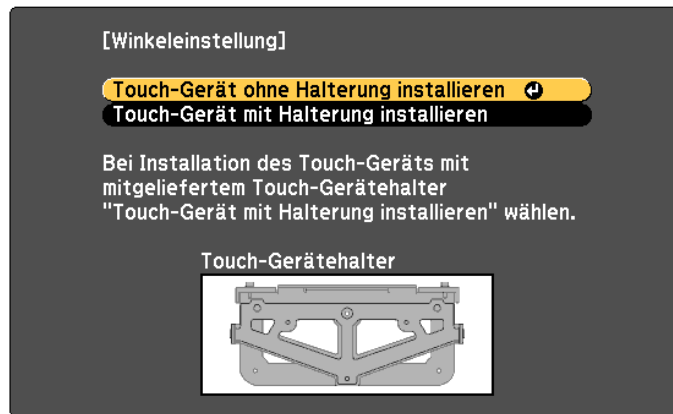 [Winkeleinstellung]
Touch-Gerät ohne Halterung installieren
Touch-Gerät mit Halterung installieren
Bei Installation des Touch-Geräts mit
mitgeliefertem Touch-Gerätehalter
"Touch-Gerät mit Halterung installieren" wählen.
Touch-Gerätehalter